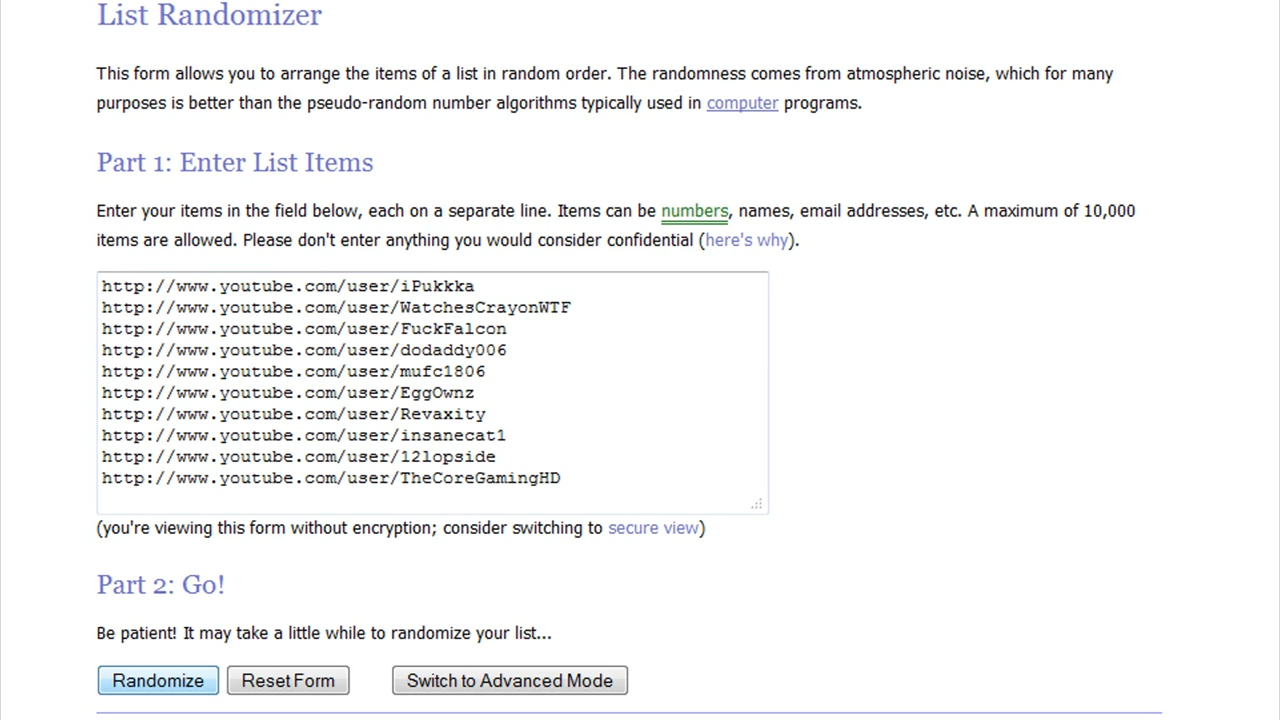 List Randomizer
This form allows you to arrange the items of a list in random order. The randomness comes from atmospheric noise, which for many
purposes is better than the pseudo-random number algorithms typically used in computer programs.
Part 1: Enter List Items
Enter your items in the field below, each on a separate line. Items can be numbers, names, email addresses, etc. A maximum of 10,000
items are allowed. Please don't enter anything you would consider confidential (here's why).
http://www.youtube.com/user/iPukkka
http://www.youtube.com/user/WatchesCrayonWTF
http://www.youtube.com/user/FuckFalcon
http://www.youtube.com/user/dodaddy006
http://www.youtube.com/user/mufc1806
http://www.youtube.com/user/EggOwnz
http://www.youtube.com/user/Revaxity
http://www.youtube.com/user/insanecat1
http://www.youtube.com/user/12lopside
http://www.youtube.com/user/TheCoreGamingHD
(you're viewing this form without encryption; consider switching to secure view)
Part 2: Go!
Be patient! It may take a little while to randomize your list...
Randomize Reset Form Switch to Advanced Mode